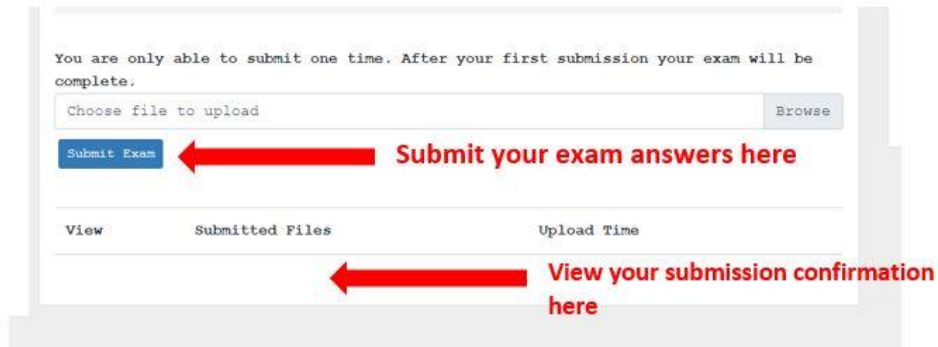 You are only able to submit one time. After your first submission your exam will be
complete.
Choose file to upload Browse
Submit Exam Submit your exam answers here
View Submitted Files Upload Time
View your submission confirmation
here